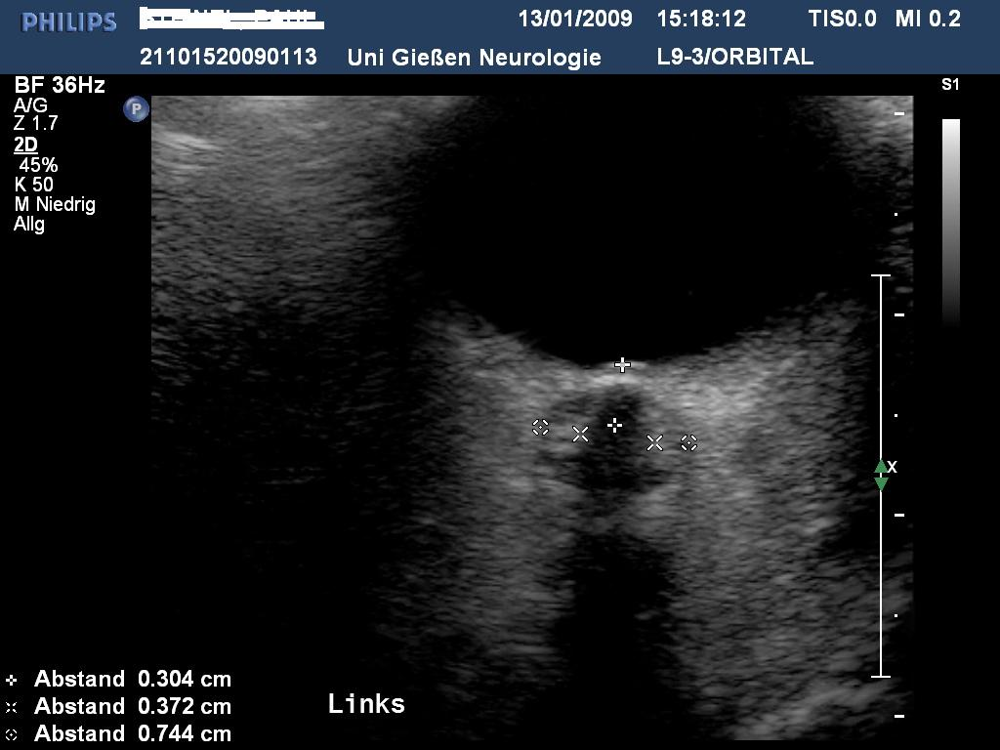 PHILIPS
13/01/2009 15:18:12 TIS0.0 MI 0.2
21101520090113 Uni Gießen Neurologie L9-3/ORBITAL
BF 36Hz
A/G
Z 1.7
2D
45%
K 50
M Niedrig
Allg
P
S1
X
Abstand 0.304 cm
Abstand 0.372 cm
Abstand 0.744 cm
Links